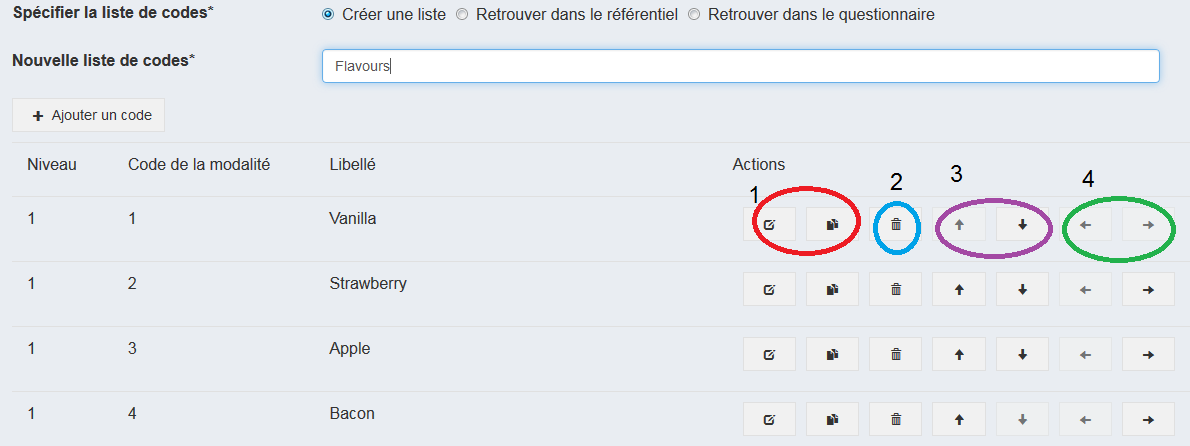 Spécifier la liste de codes* Créer une liste Retrouver dans le référentiel Retrouver dans le questionnaire
Nouvelle liste de codes* Flavours
+ Ajouter un code
Niveau Code de la modalité Libellé Actions
1 2 3 4
1 1 Vanilla
1 2 Strawberry
1 3 Apple
1 4 Bacon